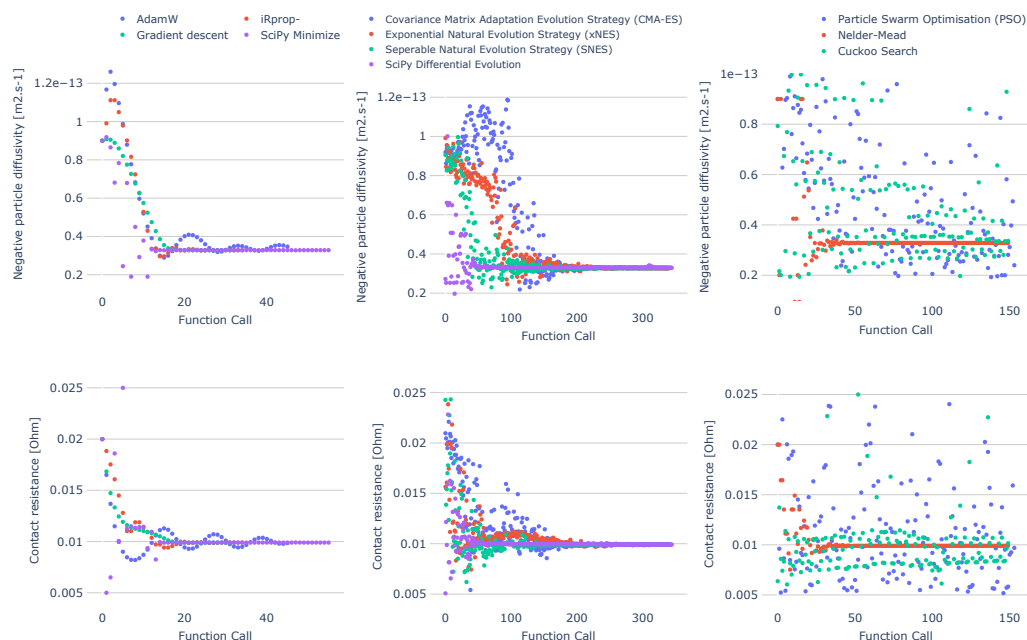 AdamW
iRprop-
Gradient descent
SciPy Minimize
Covariance Matrix Adaptation Evolution Strategy (CMA-ES)
Exponential Natural Evolution Strategy (xNES)
Seperable Natural Evolution Strategy (SNES)
SciPy Differential Evolution
Particle Swarm Optimisation (PSO)
Nelder-Mead
Cuckoo Search
Negative particle diffusivity [m2.s-1]
1.2e−13
1
0.8
0.6
0.4
0.2
0
20
40
Function Call
Negative particle diffusivity [m2.s-1]
1.2e−13
1
0.8
0.6
0.4
0.2
0
100
200
300
Function Call
Negative particle diffusivity [m2.s-1]
1e−13
0.8
0.6
0.4
0.2
0
50
100
150
Function Call
Contact resistance [Ohm]
0.025
0.02
0.015
0.01
0.005
0
20
40
Function Call
Contact resistance [Ohm]
0.025
0.02
0.015
0.01
0.005
0
100
200
300
Function Call
Contact resistance [Ohm]
0.025
0.02
0.015
0.01
0.005
0
50
100
150
Function Call